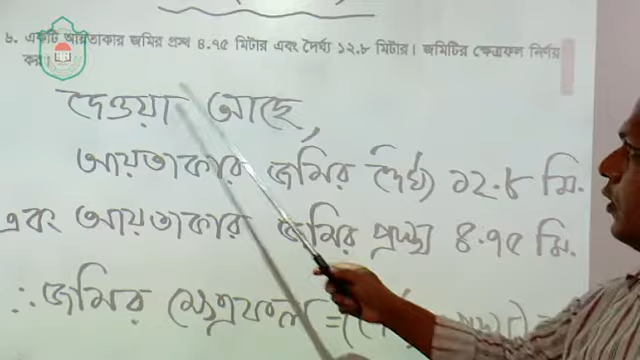 ৬. একটি আয়তাকার জমির প্রস্থ ৪.৭৫ মিটার এবং দৈর্ঘ্য ১২.৮ মিটার। জমিটির ক্ষেত্রফল নির্ণয়
কর।
দেওয়া আছে,
আয়তাকার জমির দৈর্ঘ্য ১২.৮ মি.
এবং আয়তাকার জমির প্রস্থ ৪.৭৫ মি.
∴ জমির ক্ষেত্রফল = (